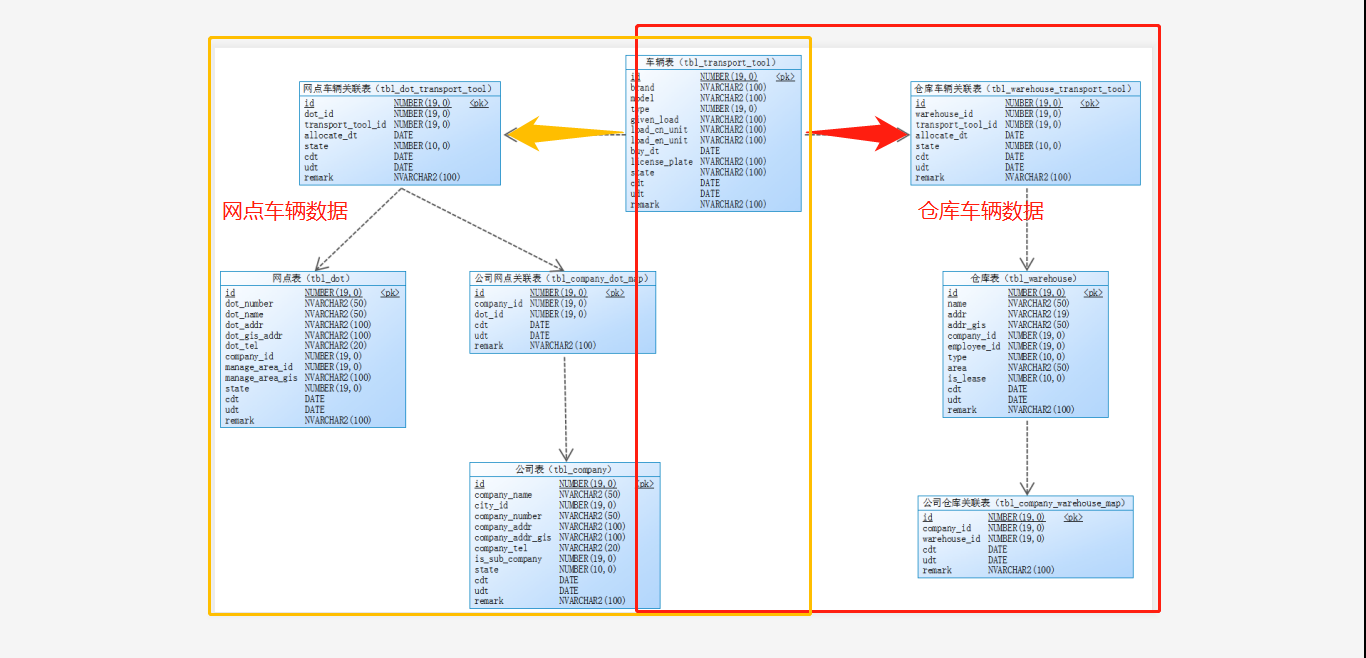 车辆表（tbl_transport_tool）
id NUMBER(19,0) <pk>
brand NVARCHAR2(100)
model NVARCHAR2(100)
type NUMBER(19,0)
given_load NVARCHAR2(100)
load_cn_unit NVARCHAR2(100)
load_en_unit NVARCHAR2(100)
buy_dt DATE
license_plate NVARCHAR2(100)
state NVARCHAR2(100)
cdt DATE
udt DATE
remark NVARCHAR2(100)
网点车辆关联表（tbl_dot_transport_tool）
id NUMBER(19,0) <pk>
dot_id NUMBER(19,0)
transport_tool_id NUMBER(19,0)
allocate_dt DATE
state NUMBER(10,0)
cdt DATE
udt DATE
remark NVARCHAR2(100)
仓库车辆关联表（tbl_warehouse_transport_tool）
id NUMBER(19,0) <pk>
warehouse_id NUMBER(19,0)
transport_tool_id NUMBER(19,0)
allocate_dt DATE
state NUMBER(10,0)
cdt DATE
udt DATE
remark NVARCHAR2(100)
网点车辆数据
仓库车辆数据
网点表（tbl_dot）
id NUMBER(19,0) <pk>
dot_number NVARCHAR2(50)
dot_name NVARCHAR2(50)
dot_addr NVARCHAR2(100)
dot_gis_addr NVARCHAR2(100)
dot_tel NVARCHAR2(20)
company_id NUMBER(19,0)
manage_area_id NUMBER(19,0)
manage_area_gis NVARCHAR2(100)
state NUMBER(19,0)
cdt DATE
udt DATE
remark NVARCHAR2(100)
公司网点关联表（tbl_company_dot_map）
id NUMBER(19,0) <pk>
company_id NUMBER(19,0)
dot_id NUMBER(19,0)
cdt DATE
udt DATE
remark NVARCHAR2(100)
仓库表（tbl_warehouse）
id NUMBER(19,0) <pk>
name NVARCHAR2(50)
addr NVARCHAR2(19)
addr_gis NVARCHAR2(50)
company_id NUMBER(19,0)
employee_id NUMBER(19,0)
type NUMBER(10,0)
area NVARCHAR2(50)
is_lease NUMBER(10,0)
cdt DATE
udt DATE
remark NVARCHAR2(100)
公司表（tbl_company）
id NUMBER(19,0) <pk>
company_name NVARCHAR2(50)
city_id NUMBER(19,0)
company_number NVARCHAR2(50)
company_addr NVARCHAR2(100)
company_addr_gis NVARCHAR2(100)
company_tel NVARCHAR2(20)
is_sub_company NUMBER(19,0)
state NUMBER(10,0)
cdt DATE
udt DATE
remark NVARCHAR2(100)
公司仓库关联表（tbl_company_warehouse_map）
id NUMBER(19,0) <pk>
company_id NUMBER(19,0)
warehouse_id NUMBER(19,0)
cdt DATE
udt DATE
remark NVARCHAR2(100)